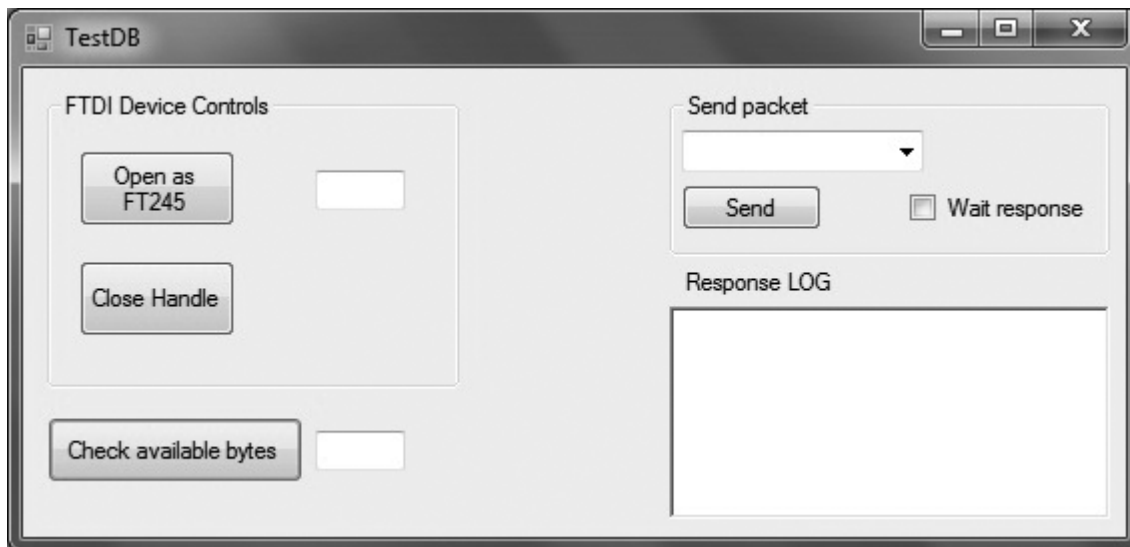 TestDB
FTDI Device Controls
Open as
FT245
Close Handle
Check available bytes
Send packet
Send
Wait response
Response LOG